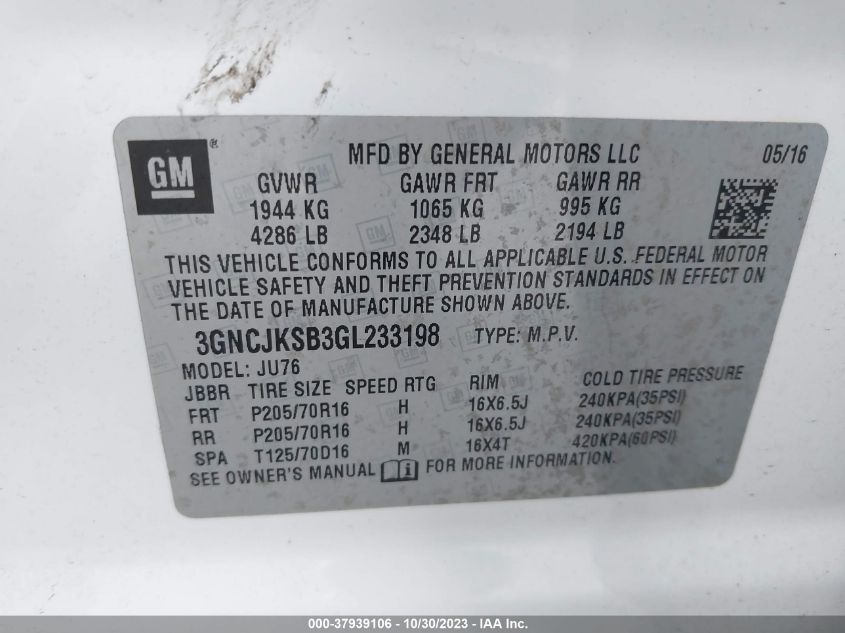 GM ®
MFD BY GENERAL MOTORS LLC 05/16
GVWR GAWR FRT GAWR RR
1944 KG 1065 KG 995 KG
4286 LB 2348 LB 2194 LB
THIS VEHICLE CONFORMS TO ALL APPLICABLE U.S. FEDERAL MOTOR
VEHICLE SAFETY AND THEFT PREVENTION STANDARDS IN EFFECT ON
THE DATE OF MANUFACTURE SHOWN ABOVE.
3GNCJKSB3GL233198 TYPE: M.P.V.
MODEL: JU76
JBBR TIRE SIZE SPEED RTG RIM COLD TIRE PRESSURE
FRT P205/70R16 H 16X6.5J 240KPA(35PSI)
RR P205/70R16 H 16X6.5J 240KPA(35PSI)
SPA T125/70D16 M 16X4T 420KPA(60PSI)
SEE OWNER'S MANUAL FOR MORE INFORMATION.
000-37939106 - 10/30/2023 - IAA Inc.